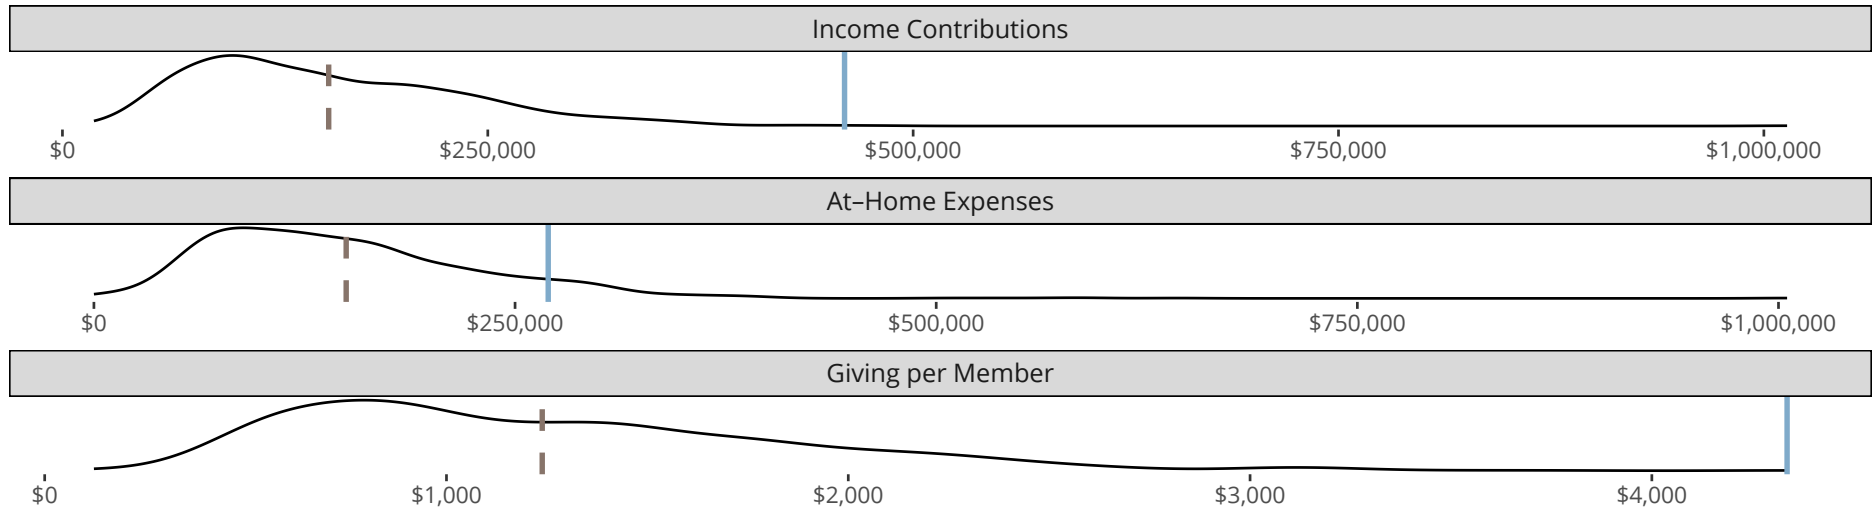 Income Contributions
$0 $250,000 $500,000 $750,000 $1,000,000
At–Home Expenses
$0 $250,000 $500,000 $750,000 $1,000,000
Giving per Member
$0 $1,000 $2,000 $3,000 $4,000